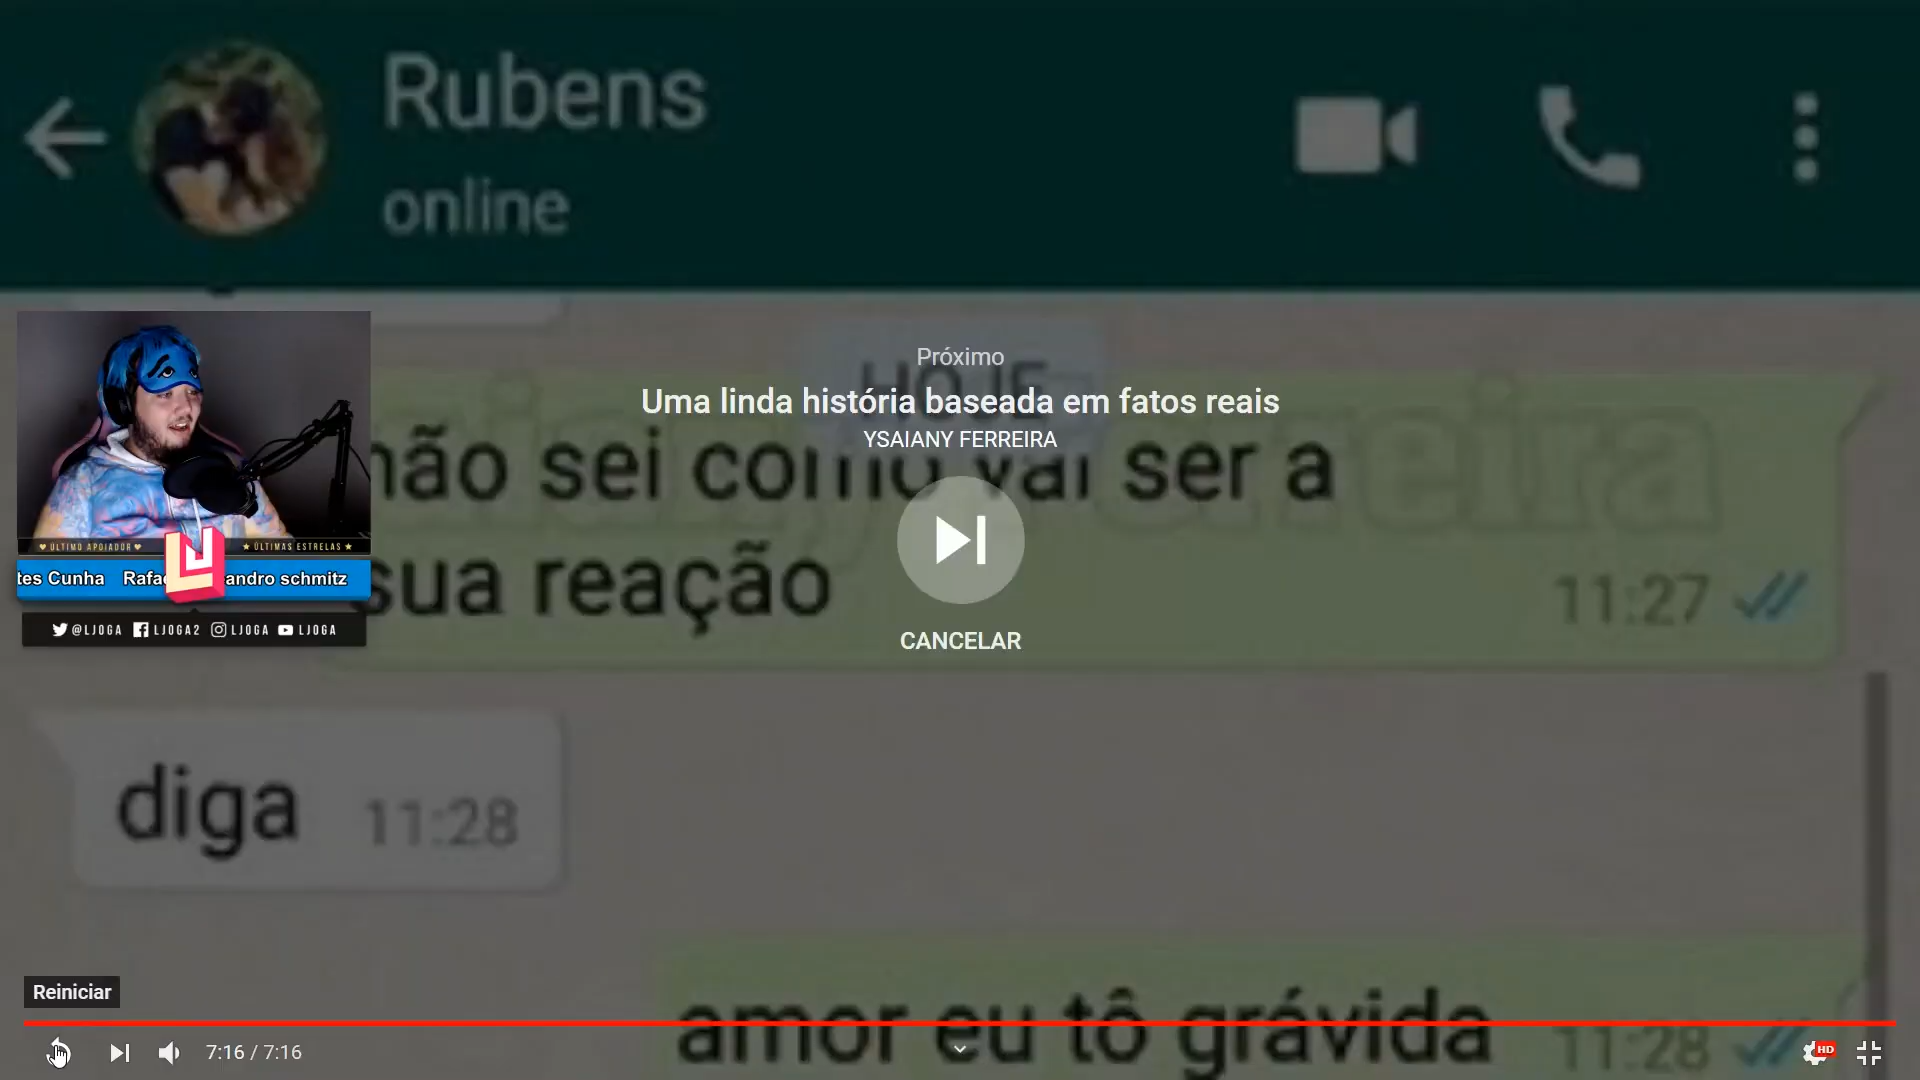 Rubens
online
HOJE
Próximo
Uma linda história baseada em fatos reais
YSAIANY FERREIRA
não sei como vai ser a
sua reação
11:27
CANCELAR
ÚLTIMO APOIADOR
ÚLTIMAS ESTRELAS
tes Cunha Rafae andro schmitz
@LJOGA LJOGA2 LJOGA LJOGA
diga 11:28
Reiniciar
amor eu tô grávida
11:28
7:16 / 7:16
HD